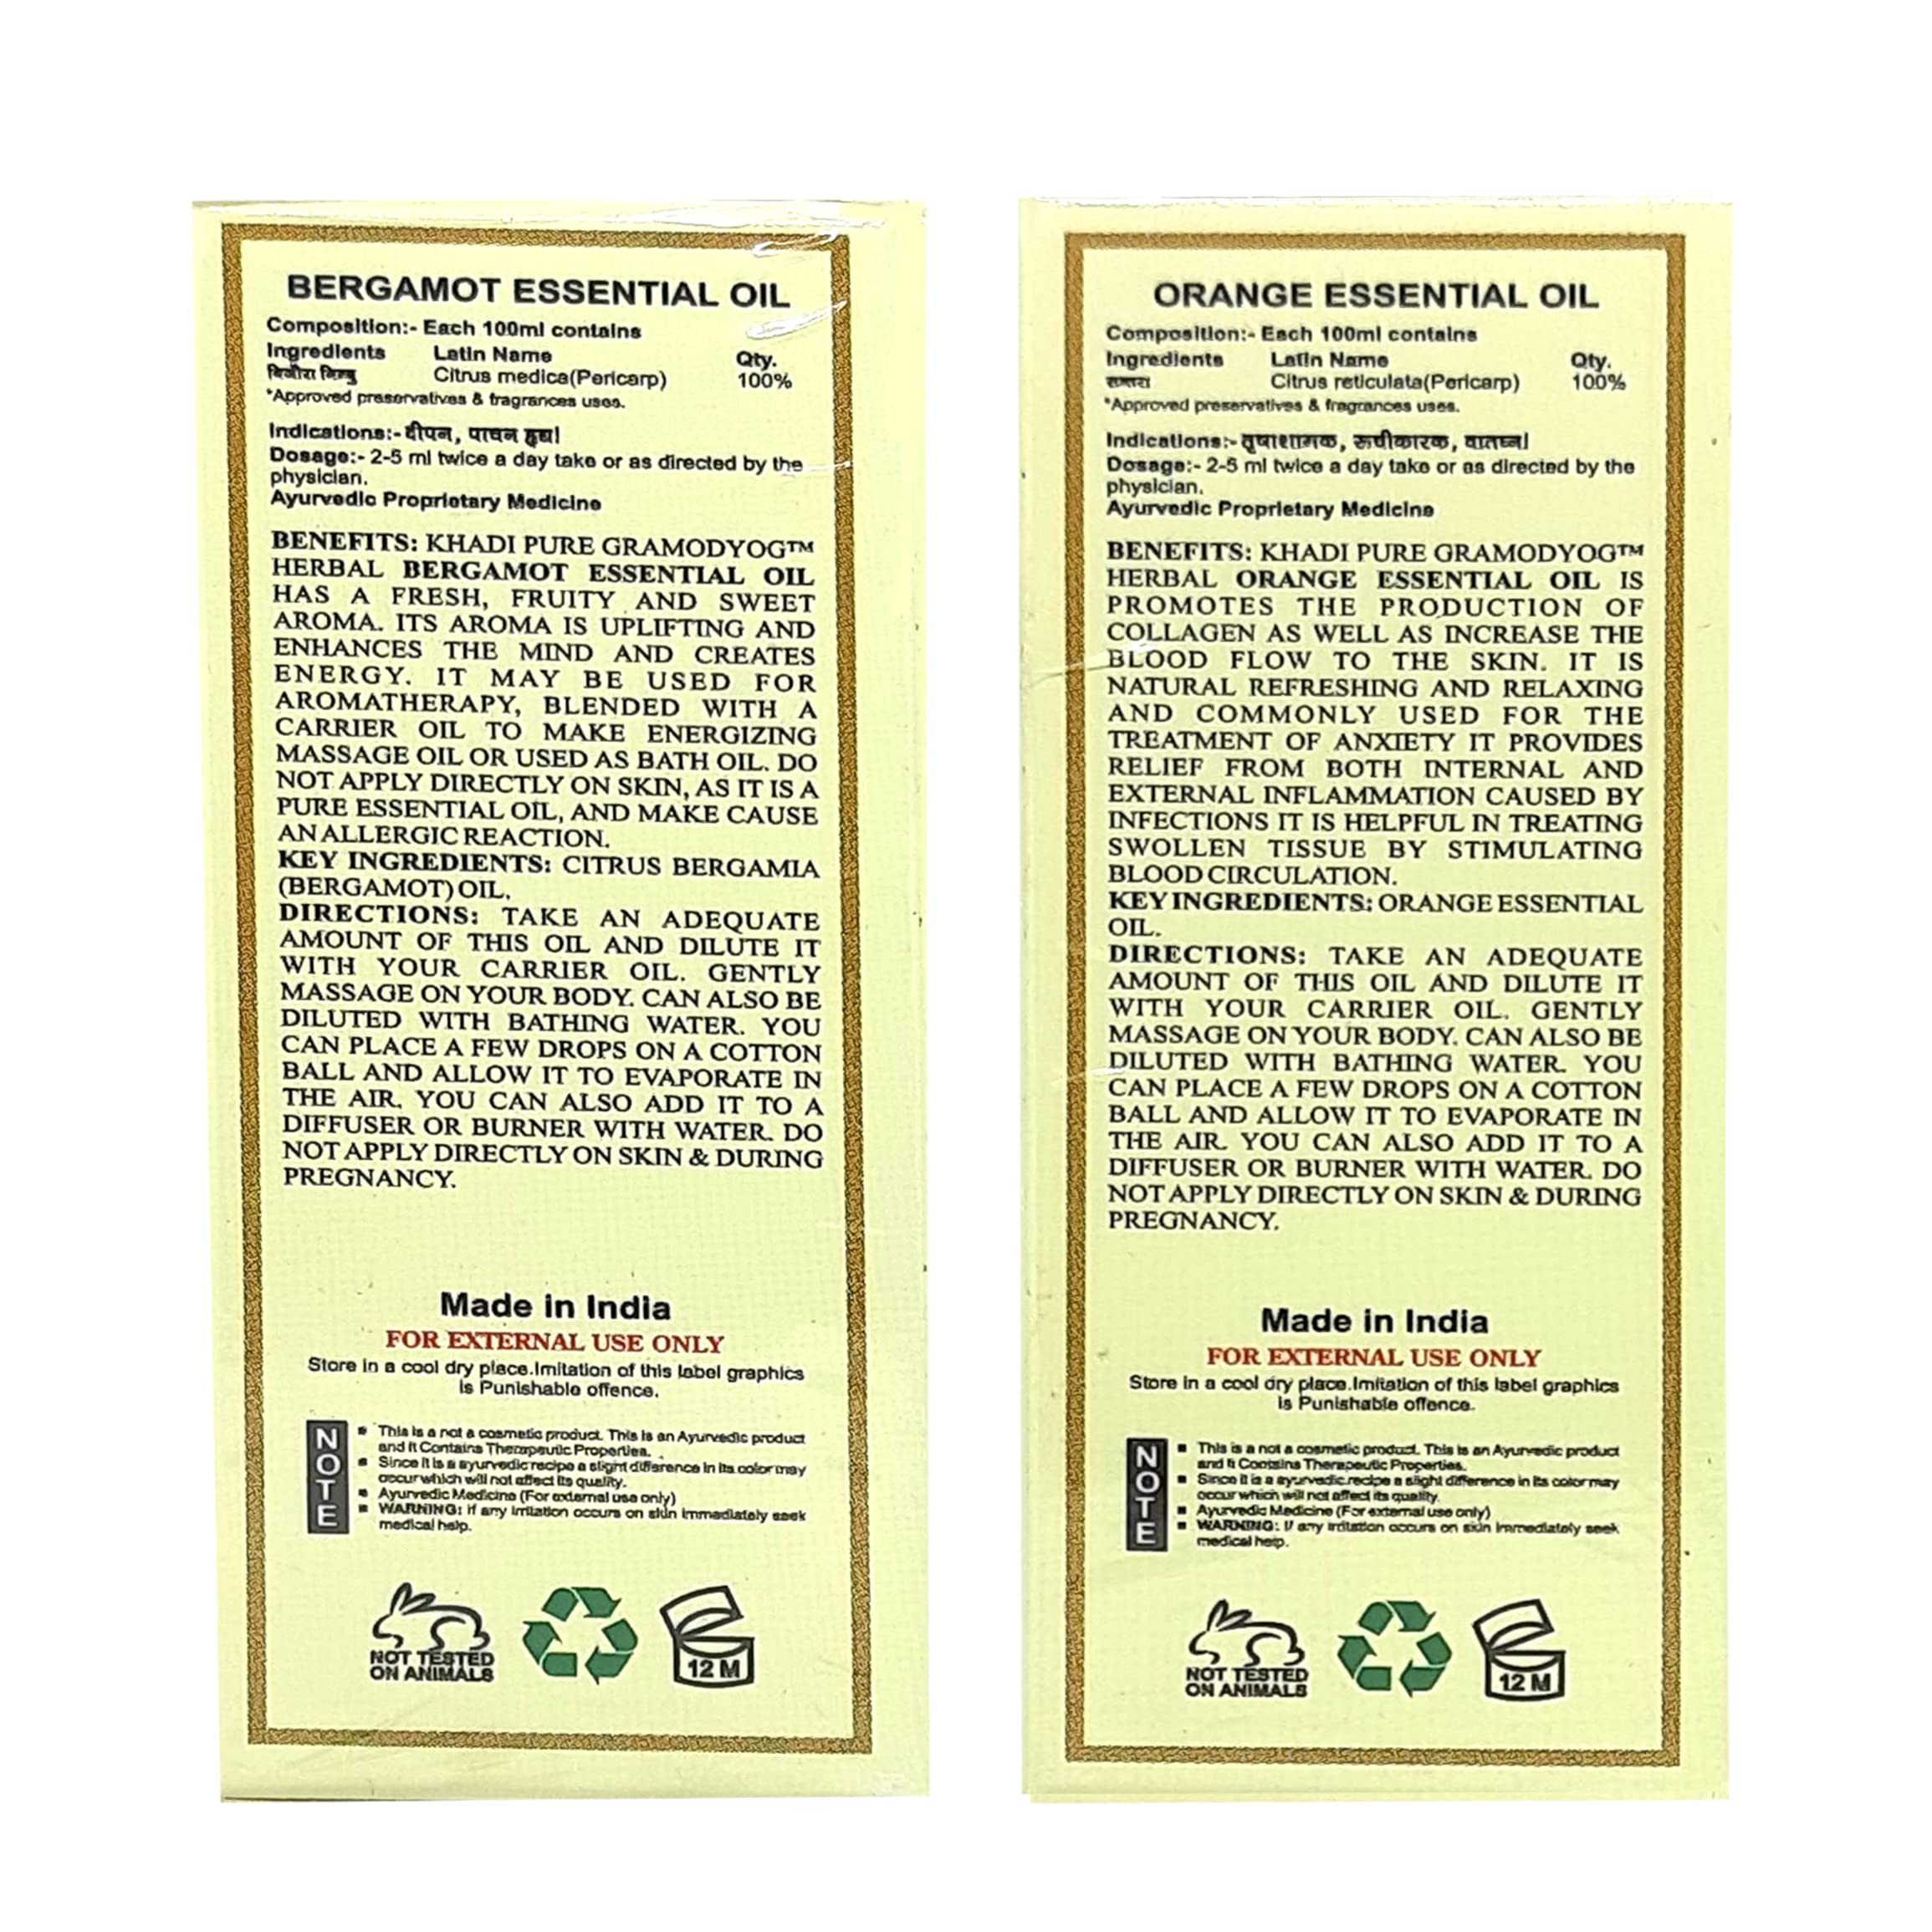 BERGAMOT ESSENTIAL OIL
Composition:- Each 100ml contains
Ingredients Latin Name Qty.
बिजौरा निम्बु Citrus medica(Pericarp) 100%
*Approved preservatives & fragrances uses.
Indications:- दीपन, पाचन हृद्य।
Dosage:- 2-5 ml twice a day take or as directed by the
physician.
Ayurvedic Proprietary Medicine
BENEFITS: KHADI PURE GRAMODYOG™
HERBAL BERGAMOT ESSENTIAL OIL
HAS A FRESH, FRUITY AND SWEET
AROMA. ITS AROMA IS UPLIFTING AND
ENHANCES THE MIND AND CREATES
ENERGY. IT MAY BE USED FOR
AROMATHERAPY, BLENDED WITH A
CARRIER OIL TO MAKE ENERGIZING
MASSAGE OIL OR USED AS BATH OIL. DO
NOT APPLY DIRECTLY ON SKIN, AS IT IS A
PURE ESSENTIAL OIL, AND MAKE CAUSE
AN ALLERGIC REACTION.
KEY INGREDIENTS: CITRUS BERGAMIA
(BERGAMOT) OIL.
DIRECTIONS: TAKE AN ADEQUATE
AMOUNT OF THIS OIL AND DILUTE IT
WITH YOUR CARRIER OIL. GENTLY
MASSAGE ON YOUR BODY. CAN ALSO BE
DILUTED WITH BATHING WATER. YOU
CAN PLACE A FEW DROPS ON A COTTON
BALL AND ALLOW IT TO EVAPORATE IN
THE AIR. YOU CAN ALSO ADD IT TO A
DIFFUSER OR BURNER WITH WATER. DO
NOT APPLY DIRECTLY ON SKIN & DURING
PREGNANCY.
Made in India
FOR EXTERNAL USE ONLY
Store in a cool dry place.Imitation of this label graphics
is Punishable offence.
NOTE
This is a not a cosmetic product. This is an Ayurvedic product
and it Contains Therapeutic Properties.
Since it is a ayurvedic recipe a slight difference in its color may
occur which will not affect its quality.
Ayurvedic Medicine (For external use only)
WARNING: If any irritation occurs on skin immediately seek
medical help.
NOT TESTED
ON ANIMALS
12 M
ORANGE ESSENTIAL OIL
Composition:- Each 100ml contains
Ingredients Latin Name Qty.
सन्तरा Citrus reticulata(Pericarp) 100%
*Approved preservatives & fragrances uses.
Indications:- तृषाशामक, रूचीकारक, वातघ्न।
Dosage:- 2-5 ml twice a day take or as directed by the
physician.
Ayurvedic Proprietary Medicine
BENEFITS: KHADI PURE GRAMODYOG™
HERBAL ORANGE ESSENTIAL OIL IS
PROMOTES THE PRODUCTION OF
COLLAGEN AS WELL AS INCREASE THE
BLOOD FLOW TO THE SKIN. IT IS
NATURAL REFRESHING AND RELAXING
AND COMMONLY USED FOR THE
TREATMENT OF ANXIETY IT PROVIDES
RELIEF FROM BOTH INTERNAL AND
EXTERNAL INFLAMMATION CAUSED BY
INFECTIONS IT IS HELPFUL IN TREATING
SWOLLEN TISSUE BY STIMULATING
BLOOD CIRCULATION.
KEY INGREDIENTS: ORANGE ESSENTIAL
OIL.
DIRECTIONS: TAKE AN ADEQUATE
AMOUNT OF THIS OIL AND DILUTE IT
WITH YOUR CARRIER OIL. GENTLY
MASSAGE ON YOUR BODY. CAN ALSO BE
DILUTED WITH BATHING WATER. YOU
CAN PLACE A FEW DROPS ON A COTTON
BALL AND ALLOW IT TO EVAPORATE IN
THE AIR. YOU CAN ALSO ADD IT TO A
DIFFUSER OR BURNER WITH WATER. DO
NOT APPLY DIRECTLY ON SKIN & DURING
PREGNANCY.
Made in India
FOR EXTERNAL USE ONLY
Store in a cool dry place.Imitation of this label graphics
is Punishable offence.
NOTE
This is a not a cosmetic product. This is an Ayurvedic product
and it Contains Therapeutic Properties.
Since it is a ayurvedic recipe a slight difference in its color may
occur which will not affect its quality.
Ayurvedic Medicine (For external use only)
WARNING: If any irritation occurs on skin immediately seek
medical help.
NOT TESTED
ON ANIMALS
12 M